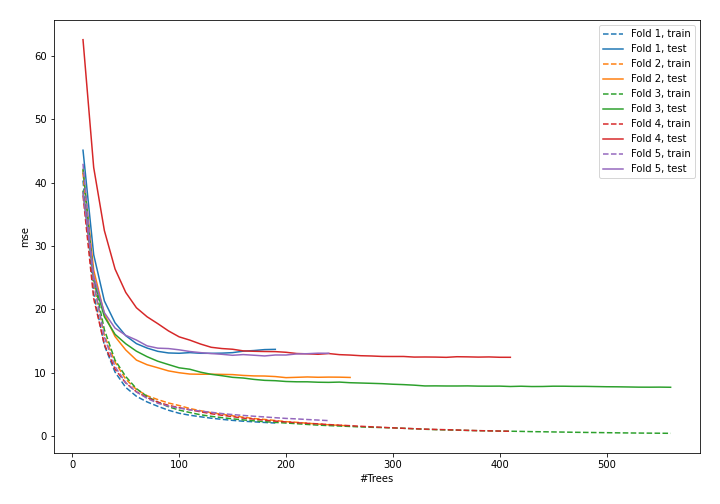 60
50
40
30
20
10
0
mse
0
100
200
300
400
500
#Trees
Fold 1, train
Fold 1, test
Fold 2, train
Fold 2, test
Fold 3, train
Fold 3, test
Fold 4, train
Fold 4, test
Fold 5, train
Fold 5, test